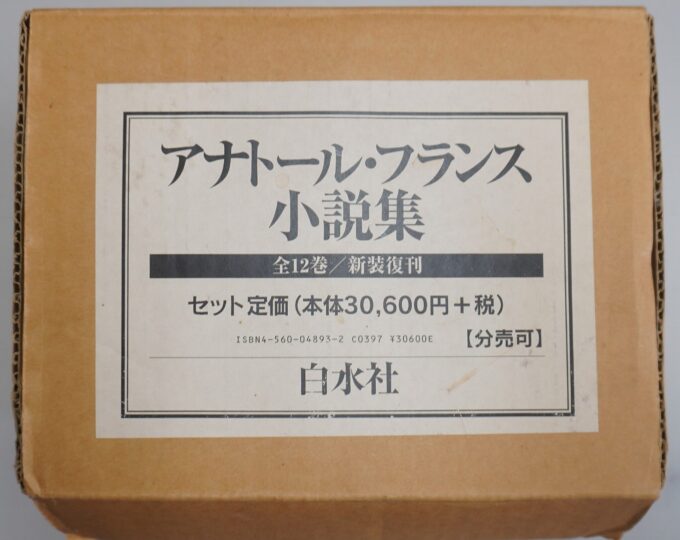 アナトール・フランス
小説集
全12巻／新装復刊
セット定価(本体30,600円+税)
ISBN4-560-04893-2 C0397 ¥30600E
【分売可】
白水社